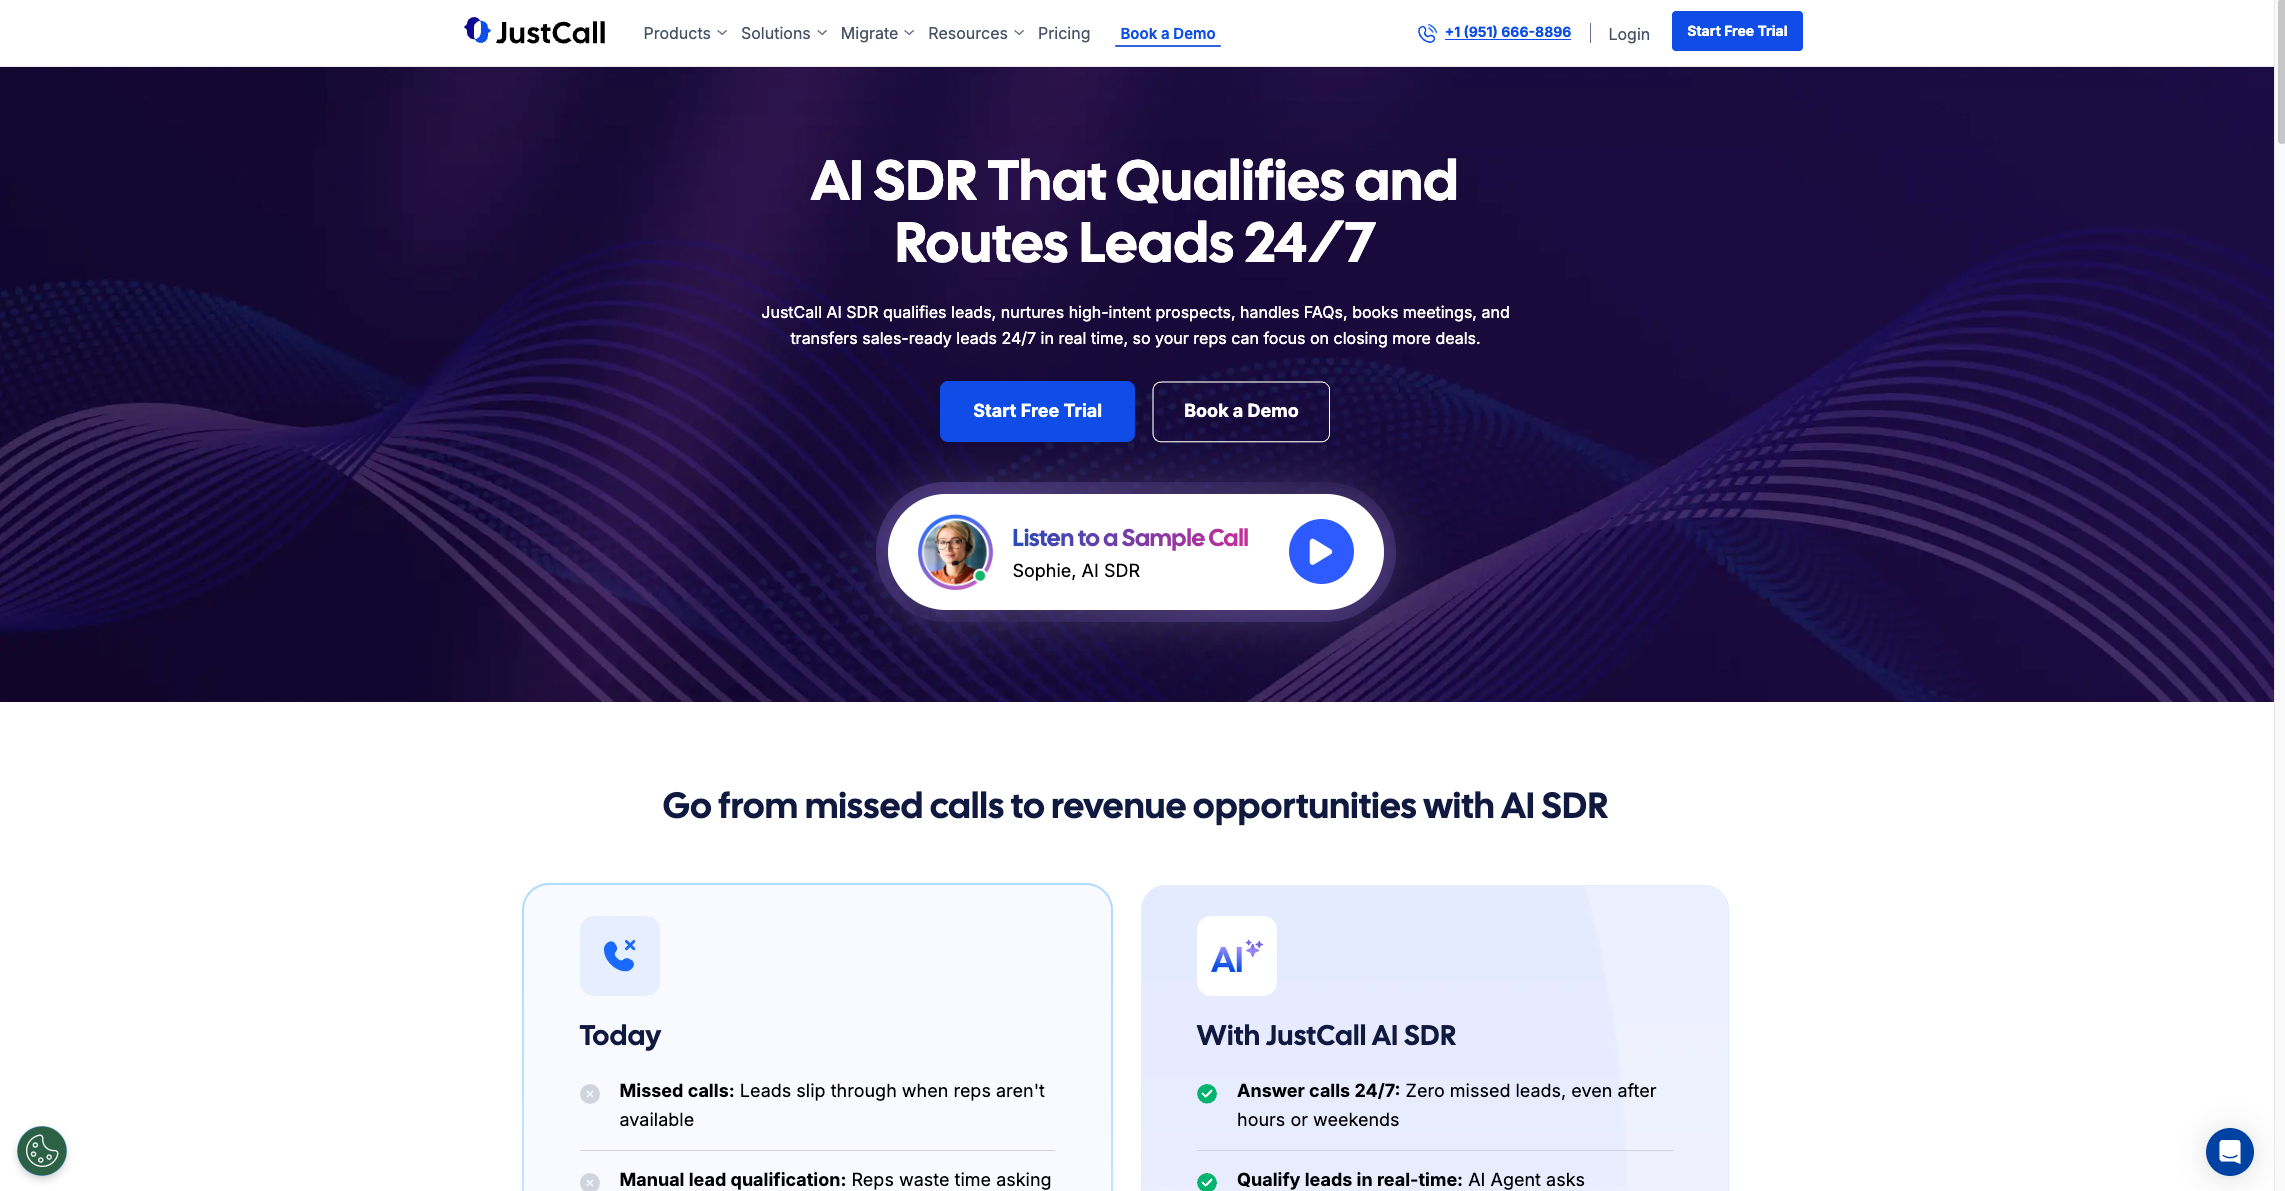 JustCall
Products
Solutions
Migrate
Resources
Pricing
Book a Demo
+1 (951) 666-8896
Login
Start Free Trial
AI SDR That Qualifies and
Routes Leads 24/7
JustCall AI SDR qualifies leads, nurtures high-intent prospects, handles FAQs, books meetings, and
transfers sales-ready leads 24/7 in real time, so your reps can focus on closing more deals.
Start Free Trial
Book a Demo
Listen to a Sample Call
Sophie, AI SDR
Go from missed calls to revenue opportunities with AI SDR
Today
Missed calls: Leads slip through when reps aren't
available
Manual lead qualification: Reps waste time asking
AI
With JustCall AI SDR
Answer calls 24/7: Zero missed leads, even after
hours or weekends
Qualify leads in real-time: AI Agent asks